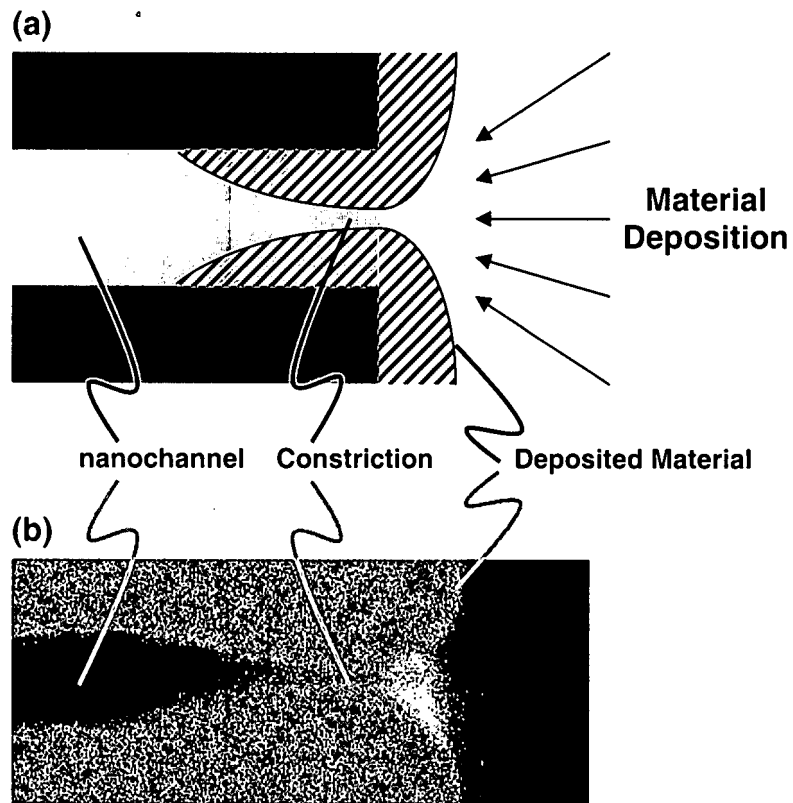 (a)
Material
Deposition
nanochannel
Constriction
Deposited Material
(b)